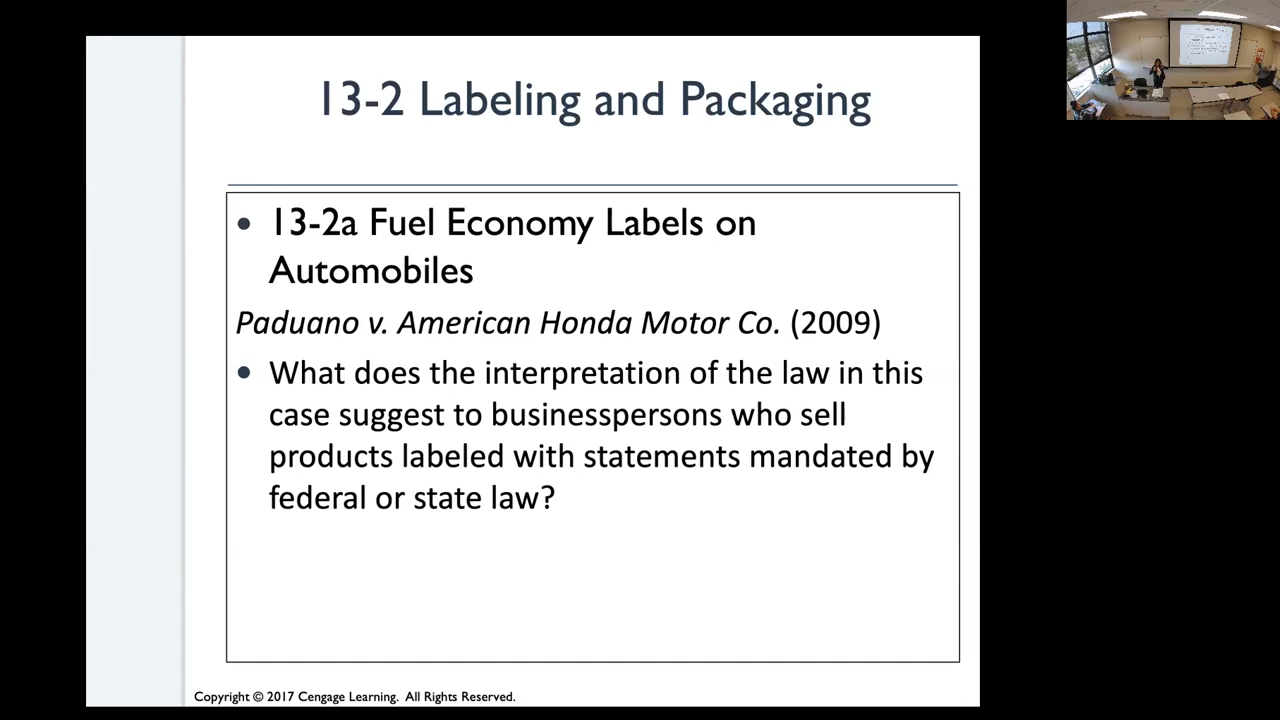 13-2 Labeling and Packaging
• 13-2a Fuel Economy Labels on
Automobiles
Paduano v. American Honda Motor Co. (2009)
• What does the interpretation of the law in this
case suggest to businesspersons who sell
products labeled with statements mandated by
federal or state law?
Copyright © 2017 Cengage Learning. All Rights Reserved.